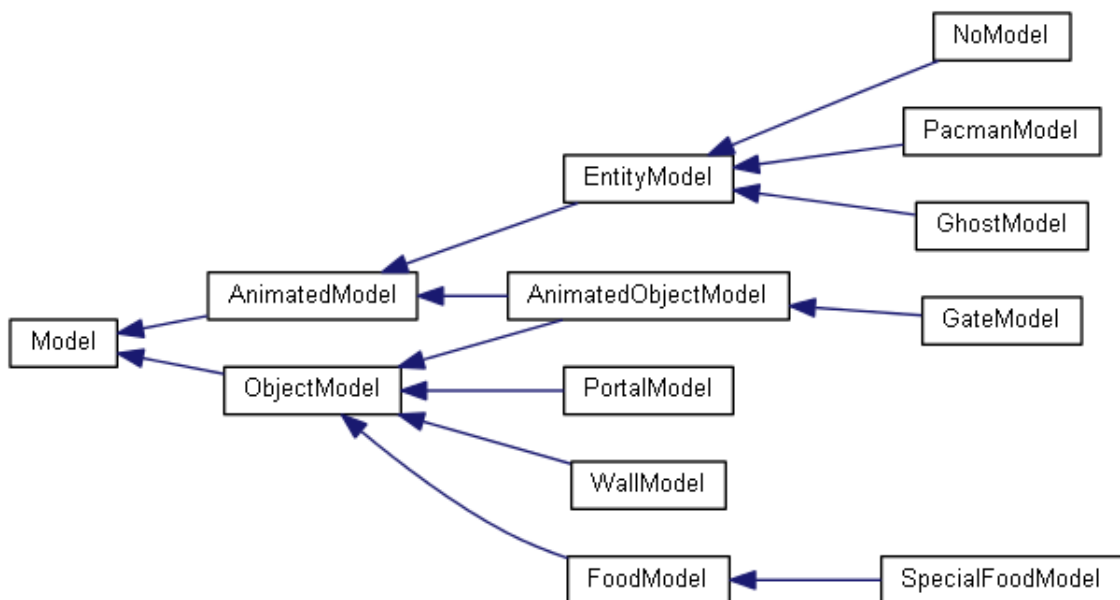 NoModel
PacmanModel
EntityModel
GhostModel
AnimatedModel
AnimatedObjectModel
GateModel
Model
ObjectModel
PortalModel
WallModel
FoodModel
SpecialFoodModel